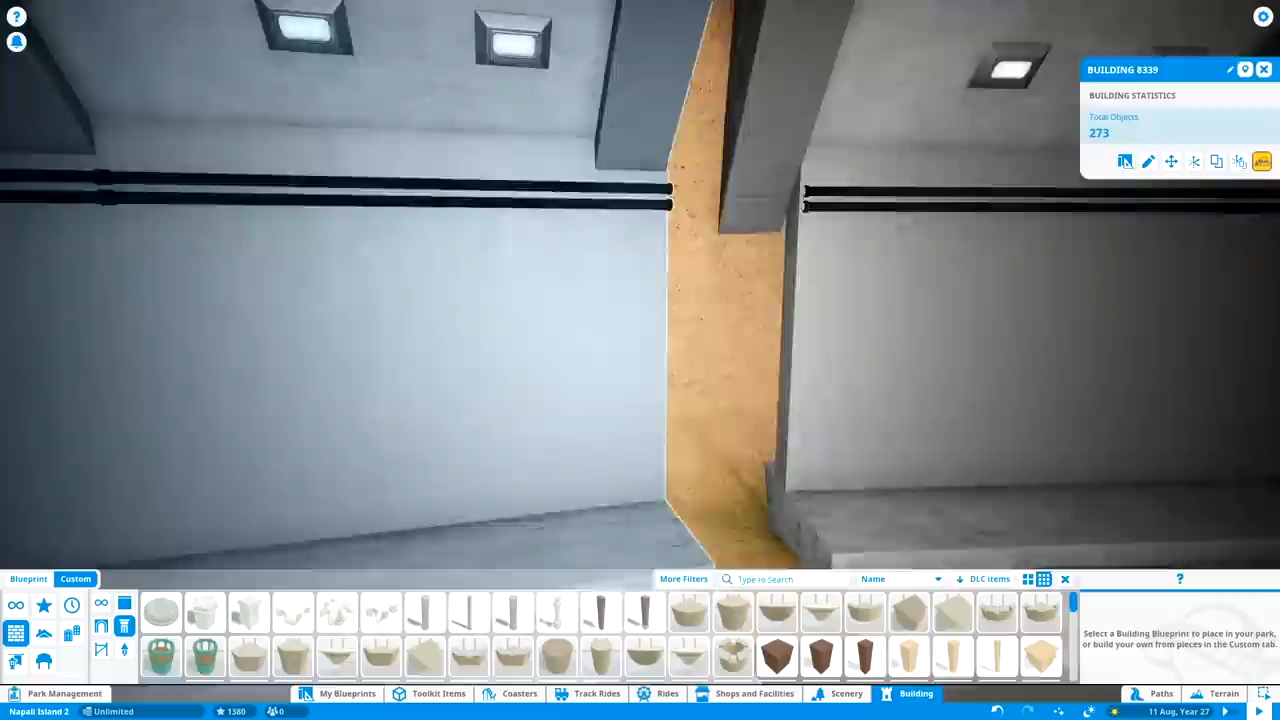 BUILDING 8339
BUILDING STATISTICS
Total Objects
273
Blueprint
Custom
More Filters
Type to Search
Name
DLC items
Select a Building Blueprint to place in your park, or build your own from pieces in the Custom tab.
Park Management
My Blueprints
Toolkit Items
Coasters
Track Rides
Rides
Shops and Facilities
Scenery
Building
Paths
Terrain
Napali Island 2
Unlimited
1380
0
11 Aug, Year 27